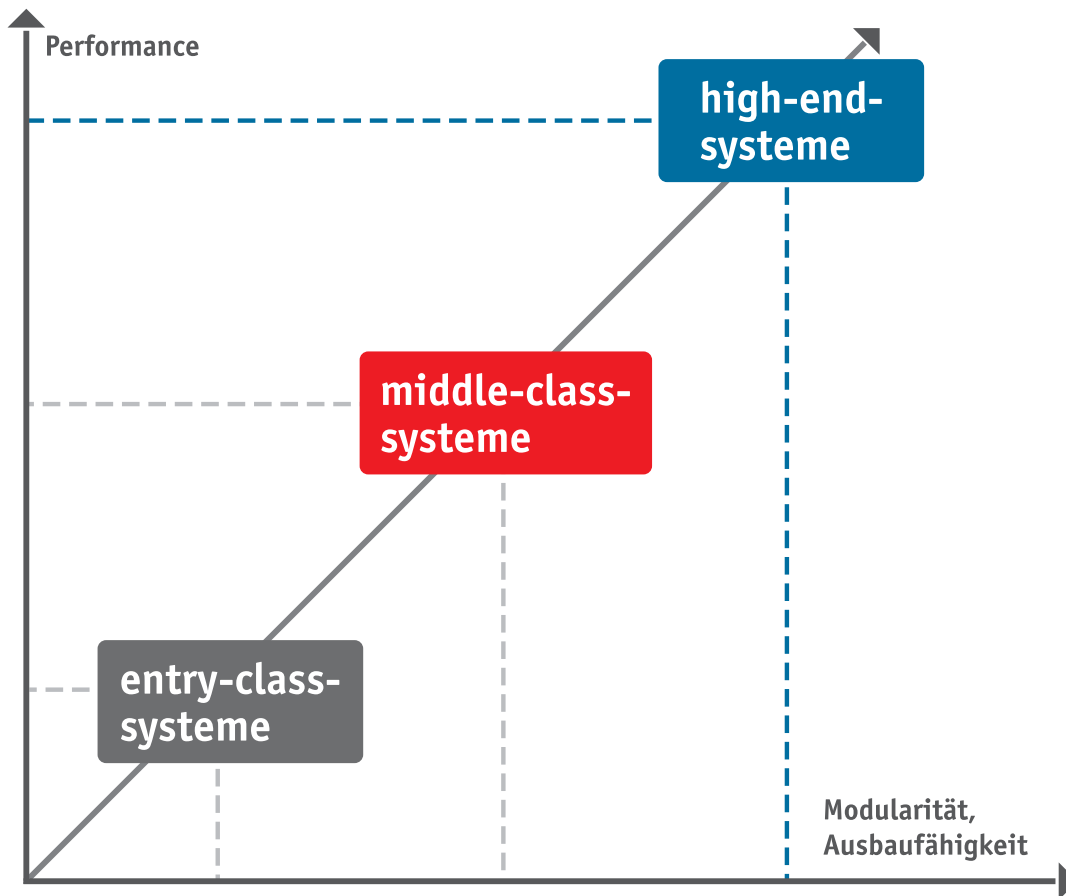 Performance
high-end-
systeme
middle-class-
systeme
entry-class-
systeme
Modularität,
Ausbaufähigkeit